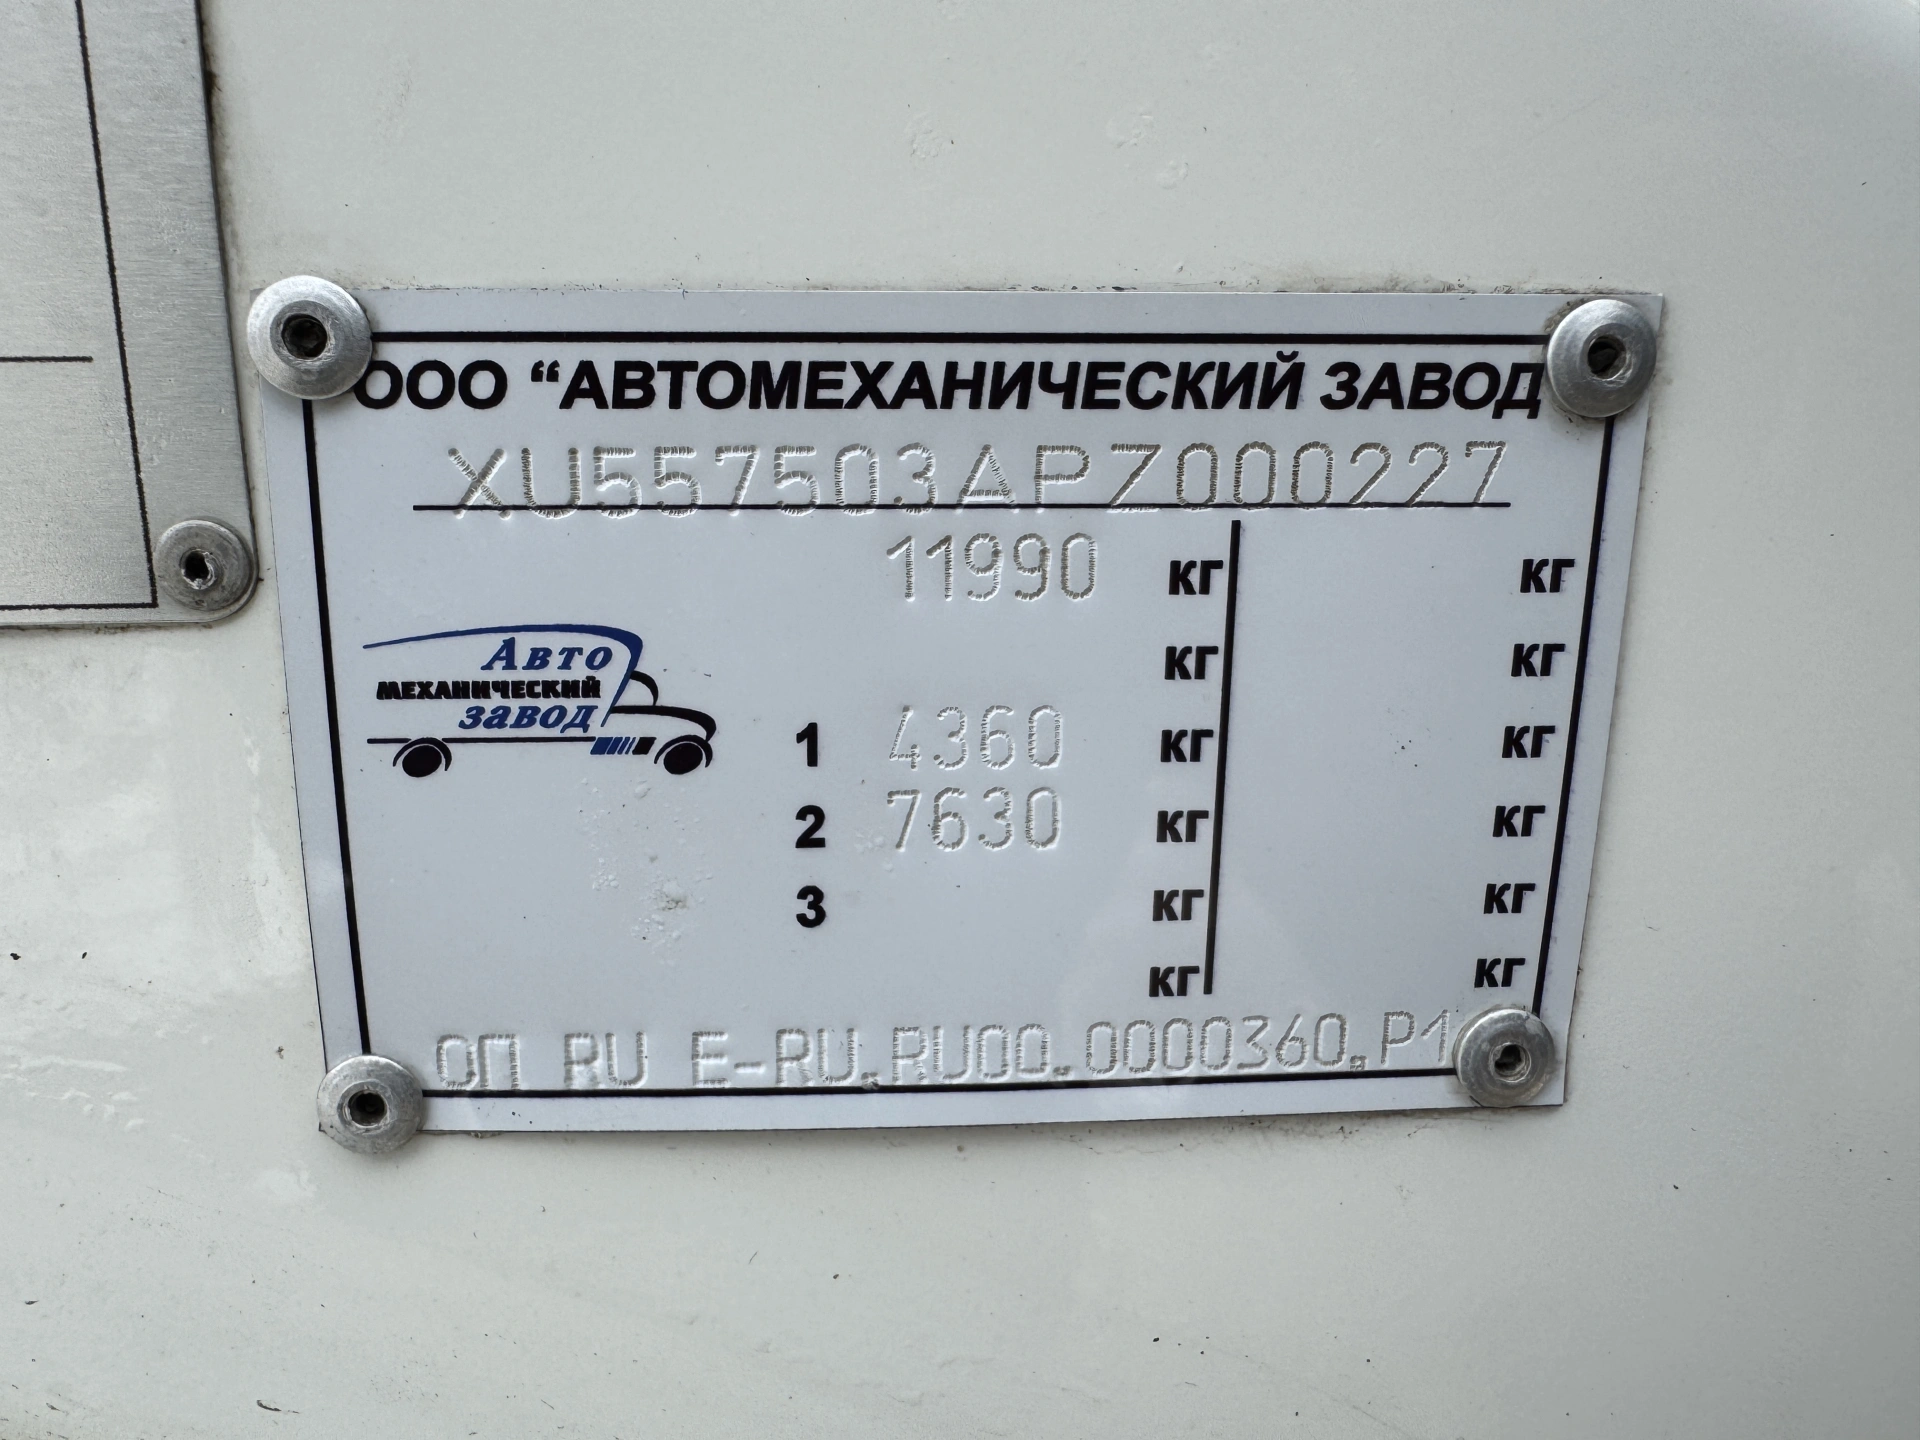 ООО “АВТОМЕХАНИЧЕСКИЙ ЗАВОД
XU557503APZ000227
11990 КГ КГ
КГ КГ
Авто
МЕХАНИЧЕСКИЙ
завод
1 4360 КГ КГ
2 7630 КГ КГ
3 КГ КГ
КГ КГ
ОП RU E-RU.RU00.0000360.P1